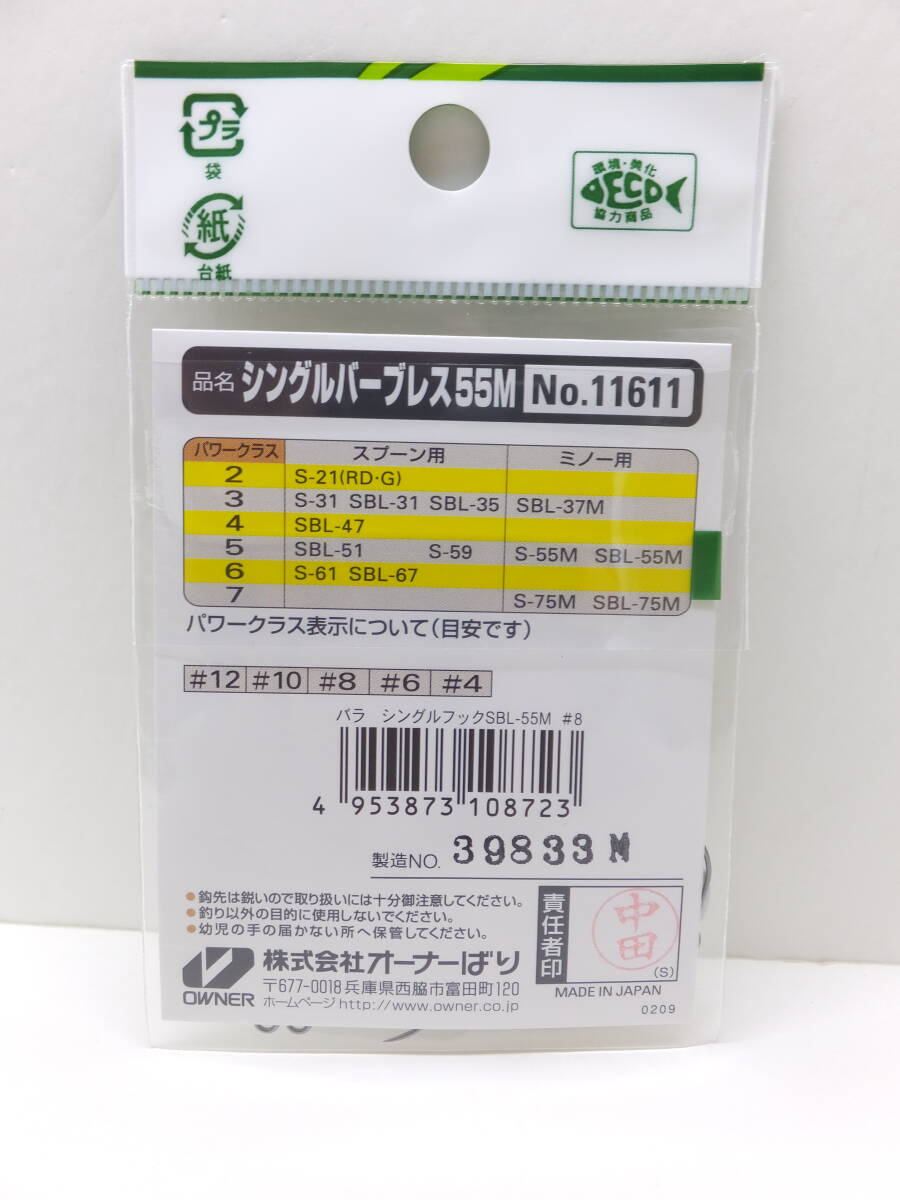 プラ
袋
紙
台紙
環境・美化
ECO
協力商品
品名 シングルバーブレス55M No.11611
パワークラス スプーン用 ミノー用
2 S-21(RD·G)
3 S-31 SBL-31 SBL-35 SBL-37M
4 SBL-47
5 SBL-51 S-59 S-55M SBL-55M
6 S-61 SBL-67
7 S-75M SBL-75M
パワークラス表示について(目安です)
#12 #10 #8 #6 #4
バラ シングルフックSBL-55M #8
4 953873 108723
製造NO. 39833M
●鈎先は鋭いので取り扱いには十分御注意してください。
●釣り以外の目的に使用しないでください。
●幼児の手の届かない所へ保管してください。
責任者印
中田
(S)
OWNER
株式会社オーナーばり
〒677-0018 兵庫県西脇市富田町120
ホームページ http://www.owner.co.jp
MADE IN JAPAN
0209